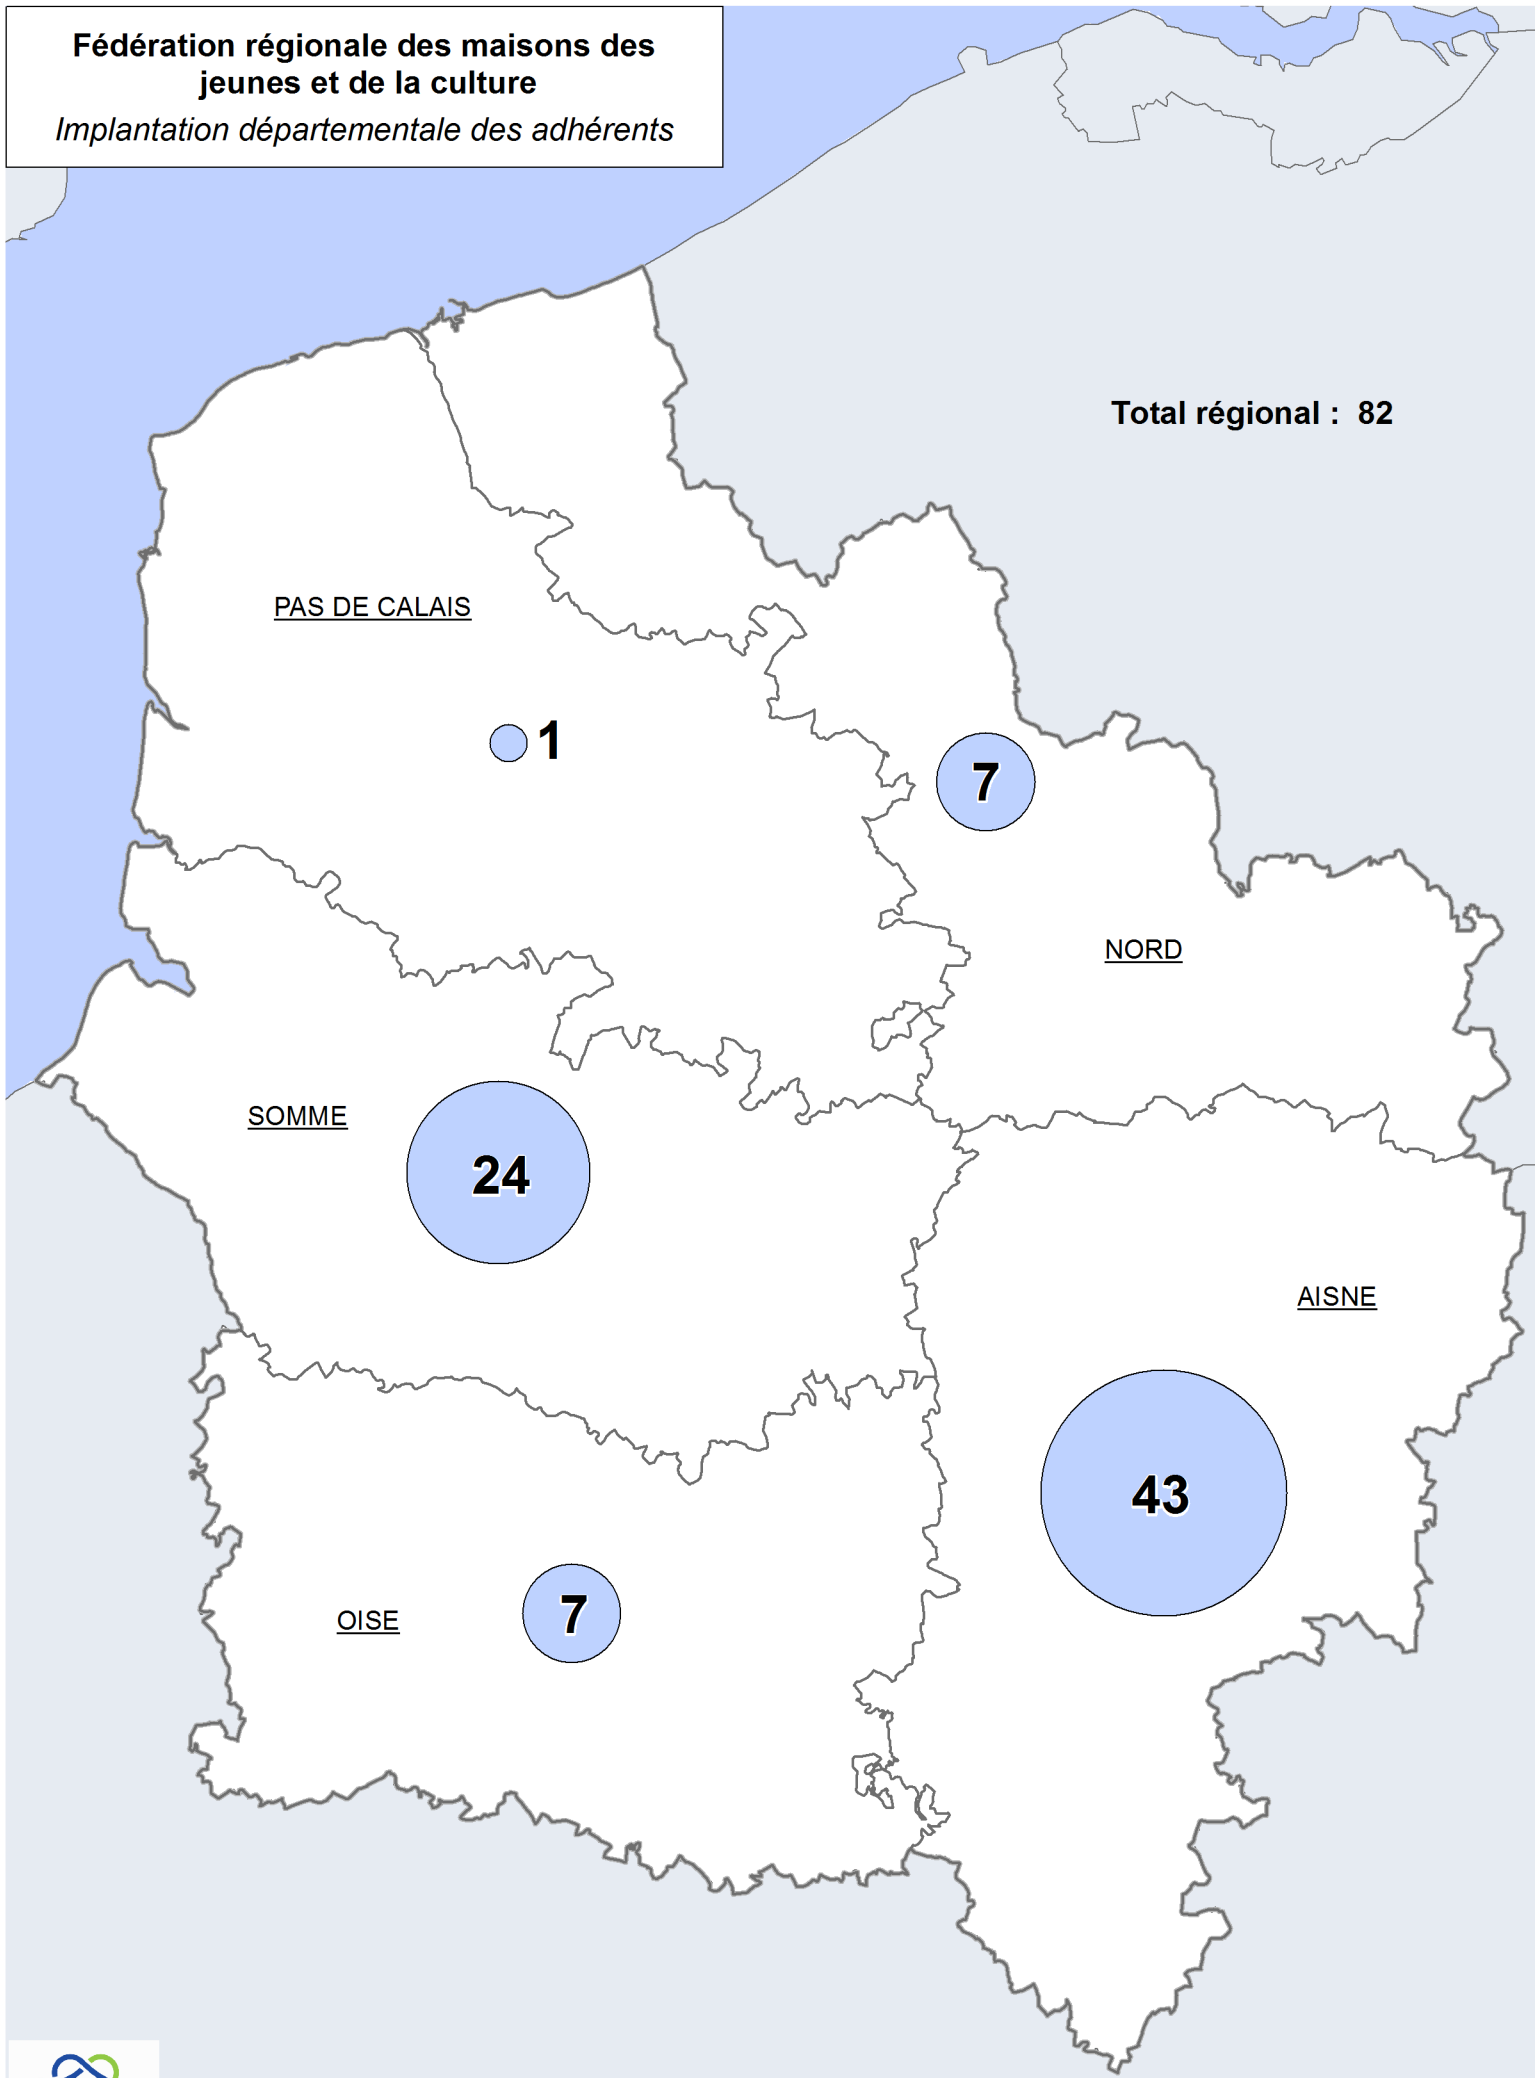 Fédération régionale des maisons des
jeunes et de la culture
Implantation départementale des adhérents
Total régional : 82
PAS DE CALAIS
1
7
NORD
SOMME
24
AISNE
43
OISE
7